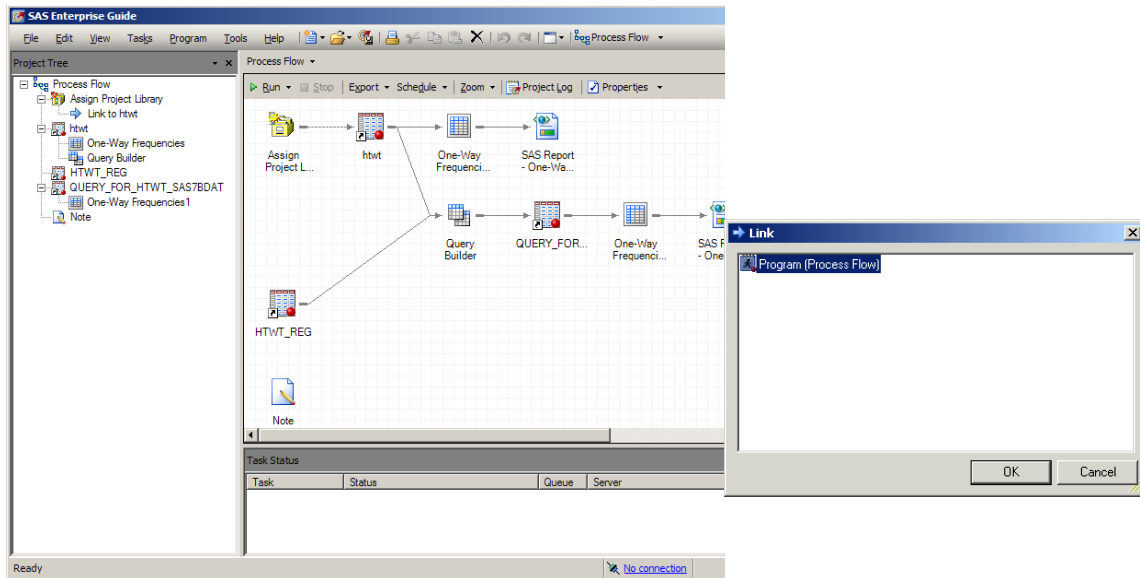 SAS Enterprise Guide
File Edit View Tasks Program Tools Help Process Flow
Project Tree
Process Flow
Assign Project Library
Link to htwt
htwt
One-Way Frequencies
Query Builder
HTWT_REG
QUERY_FOR_HTWT_SAS7BDAT
One-Way Frequencies1
Note
Process Flow
Run Stop Export Schedule Zoom Project Log Properties
Assign
Project L...
htwt
One-Way
Frequenci...
SAS Report
- One-Wa...
Query
Builder
QUERY_FOR...
One-Way
Frequenci...
SAS R
- One
HTWT_REG
Note
Task Status
Task Status Queue Server
Ready
No connection
Link
Program (Process Flow)
OK Cancel